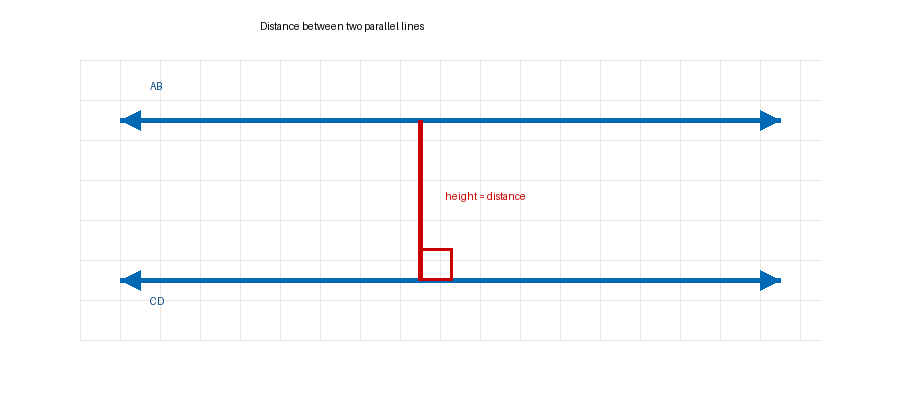 Distance between two parallel lines
AB
height = distance
CD